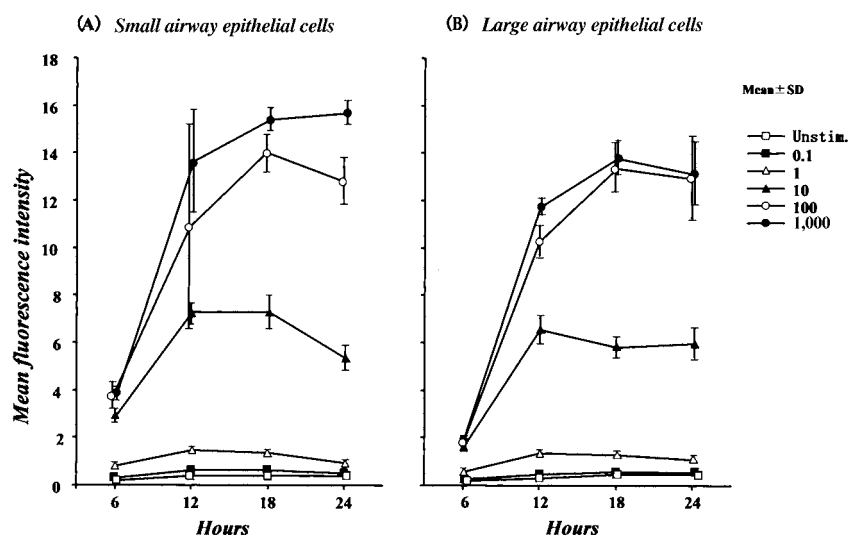 (A) Small airway epithelial cells
(B) Large airway epithelial cells
Mean fluorescence intensity
18
16
14
12
10
8
6
4
2
0
6 12 18 24
Hours
6 12 18 24
Hours
Mean±SD
Unstim.
0.1
1
10
100
1,000